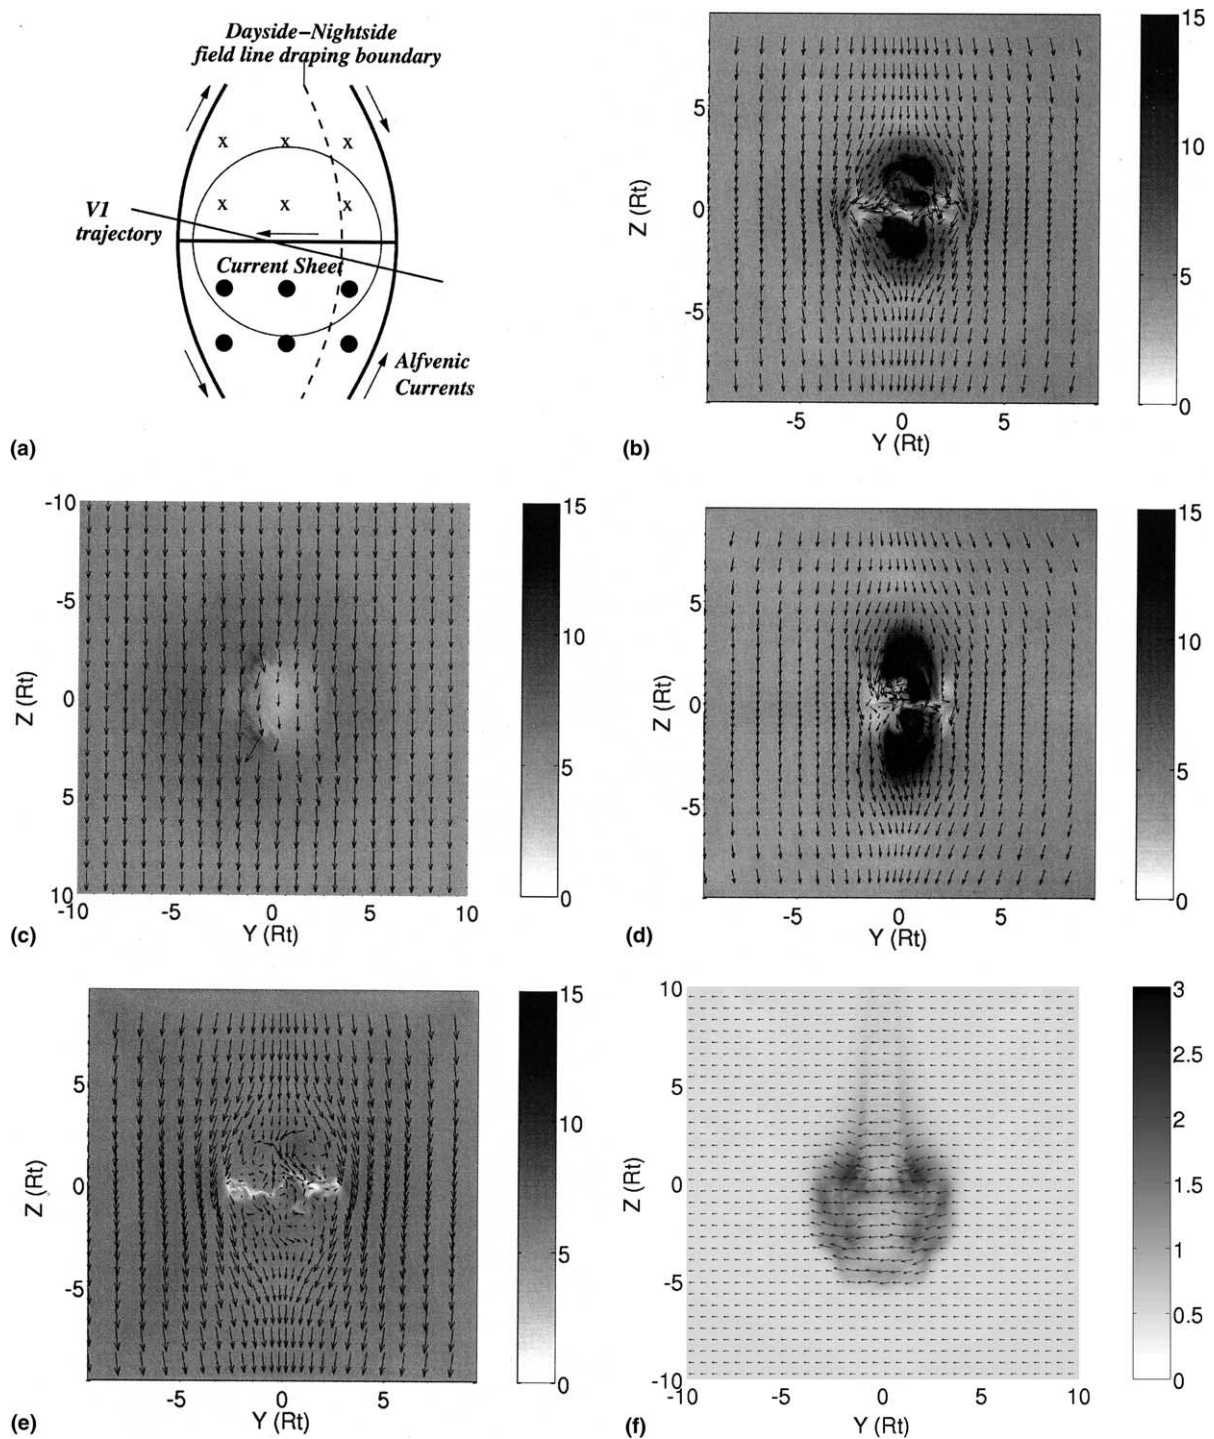 Dayside–Nightside
field line draping boundary
x x x
V1
trajectory
x x x
Current Sheet
Alfvenic
Currents
(a)
15
10
5
0
5
0
-5
Z (Rt)
-5 0 5
Y (Rt)
(b)
-10
-5
0
5
10
Z (Rt)
-10 -5 0 5 10
Y (Rt)
15
10
5
0
(c)
5
0
-5
Z (Rt)
-5 0 5
Y (Rt)
15
10
5
0
(d)
5
0
-5
Z (Rt)
-5 0 5
Y (Rt)
15
10
5
0
(e)
10
5
0
-5
-10
Z (Rt)
-10 -5 0 5 10
Y (Rt)
3
2.5
2
1.5
1
0.5
0
(f)